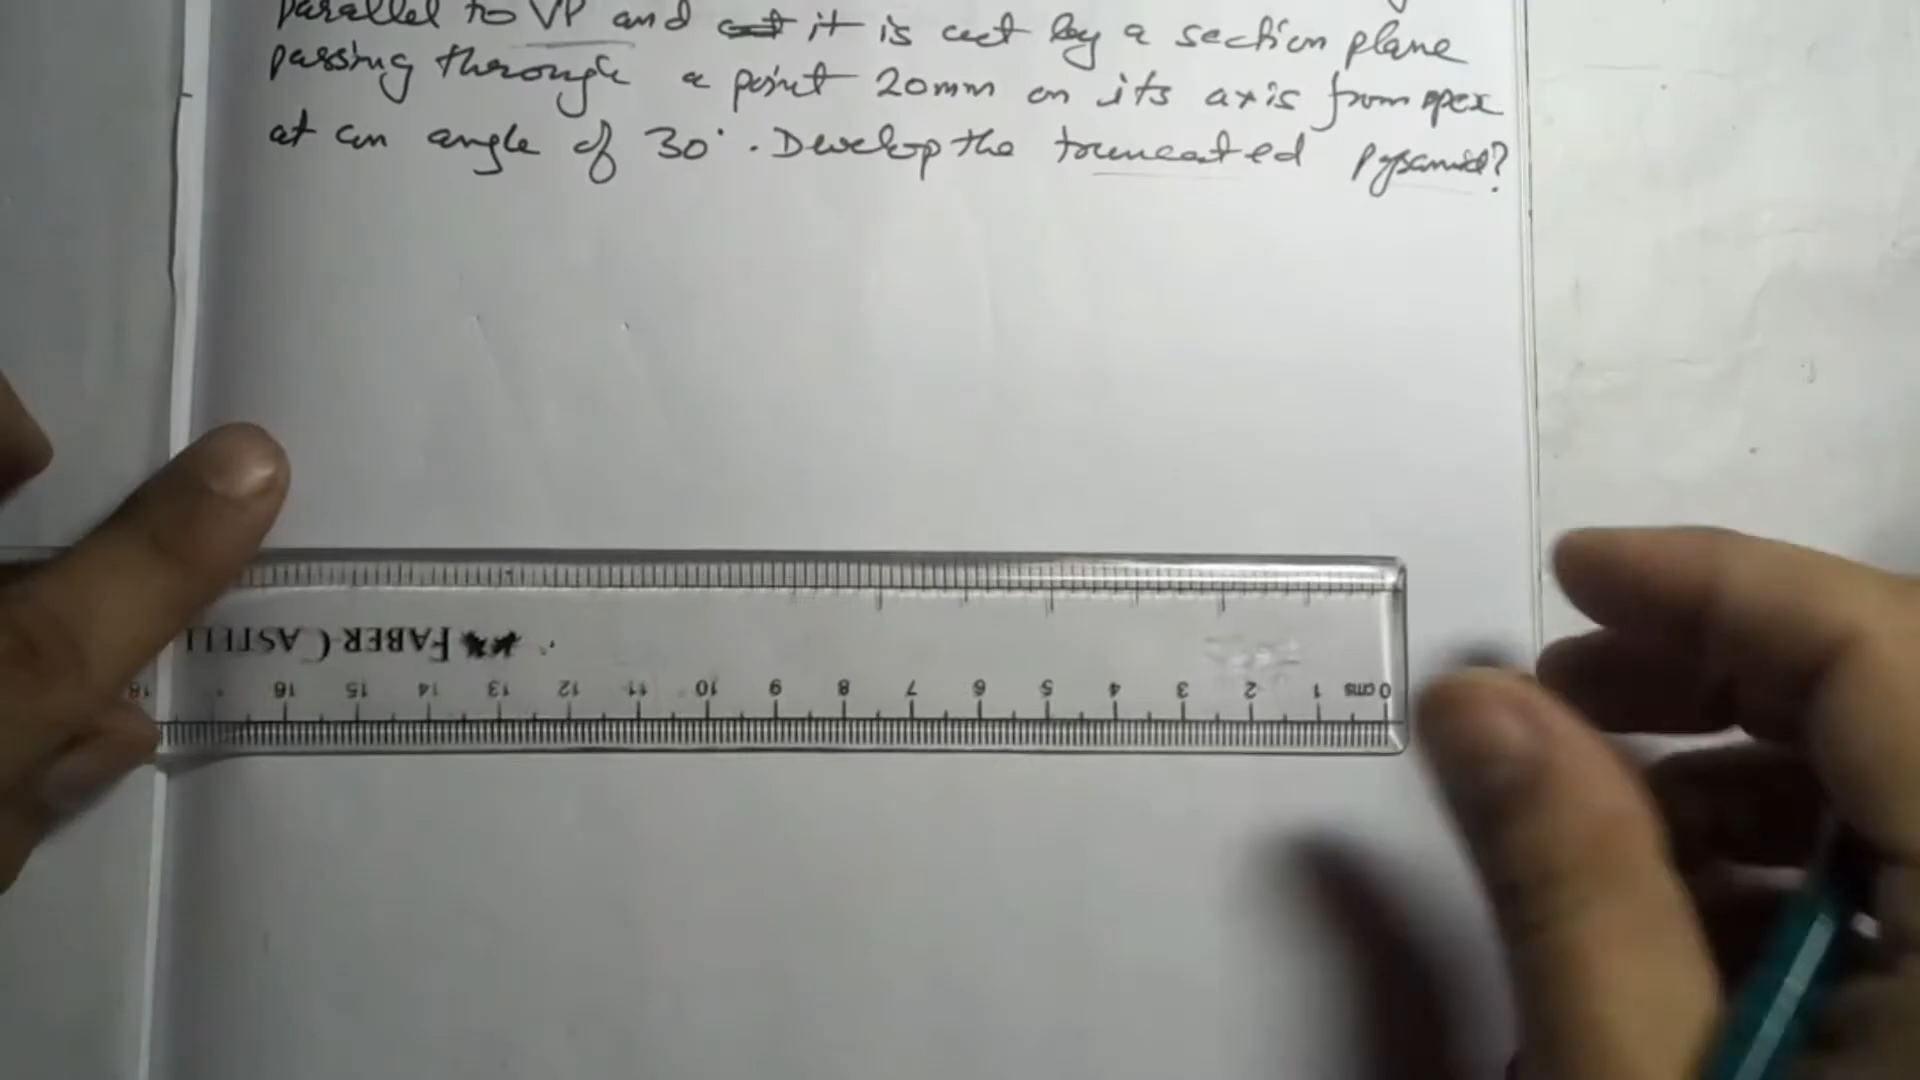 parallel to VP and it is cut by a section plane
passing through a point 20mm on its axis from apex
at an angle of 30°. Develop the truncated Pyramid?
FABER-CASTELL
18 16 15 14 13 12 11 10 9 8 7 6 5 4 3 2 1 0 cms